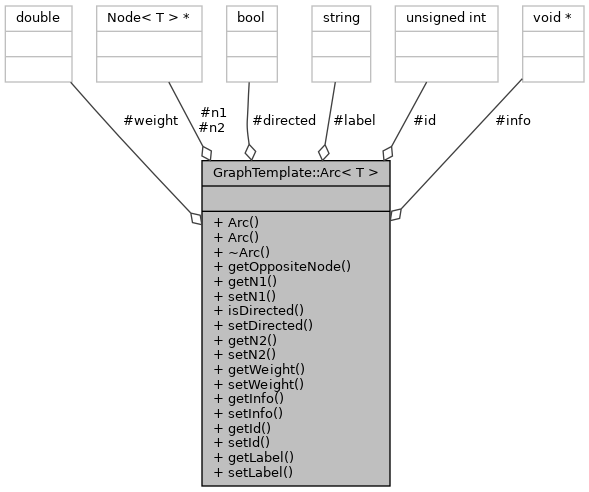 double
Node< T > *
bool
string
unsigned int
void *
#weight
#n1
#n2
#directed
#label
#id
#info
GraphTemplate::Arc< T >
+ Arc()
+ Arc()
+ ~Arc()
+ getOppositeNode()
+ getN1()
+ setN1()
+ isDirected()
+ setDirected()
+ getN2()
+ setN2()
+ getWeight()
+ setWeight()
+ getInfo()
+ setInfo()
+ getId()
+ setId()
+ getLabel()
+ setLabel()